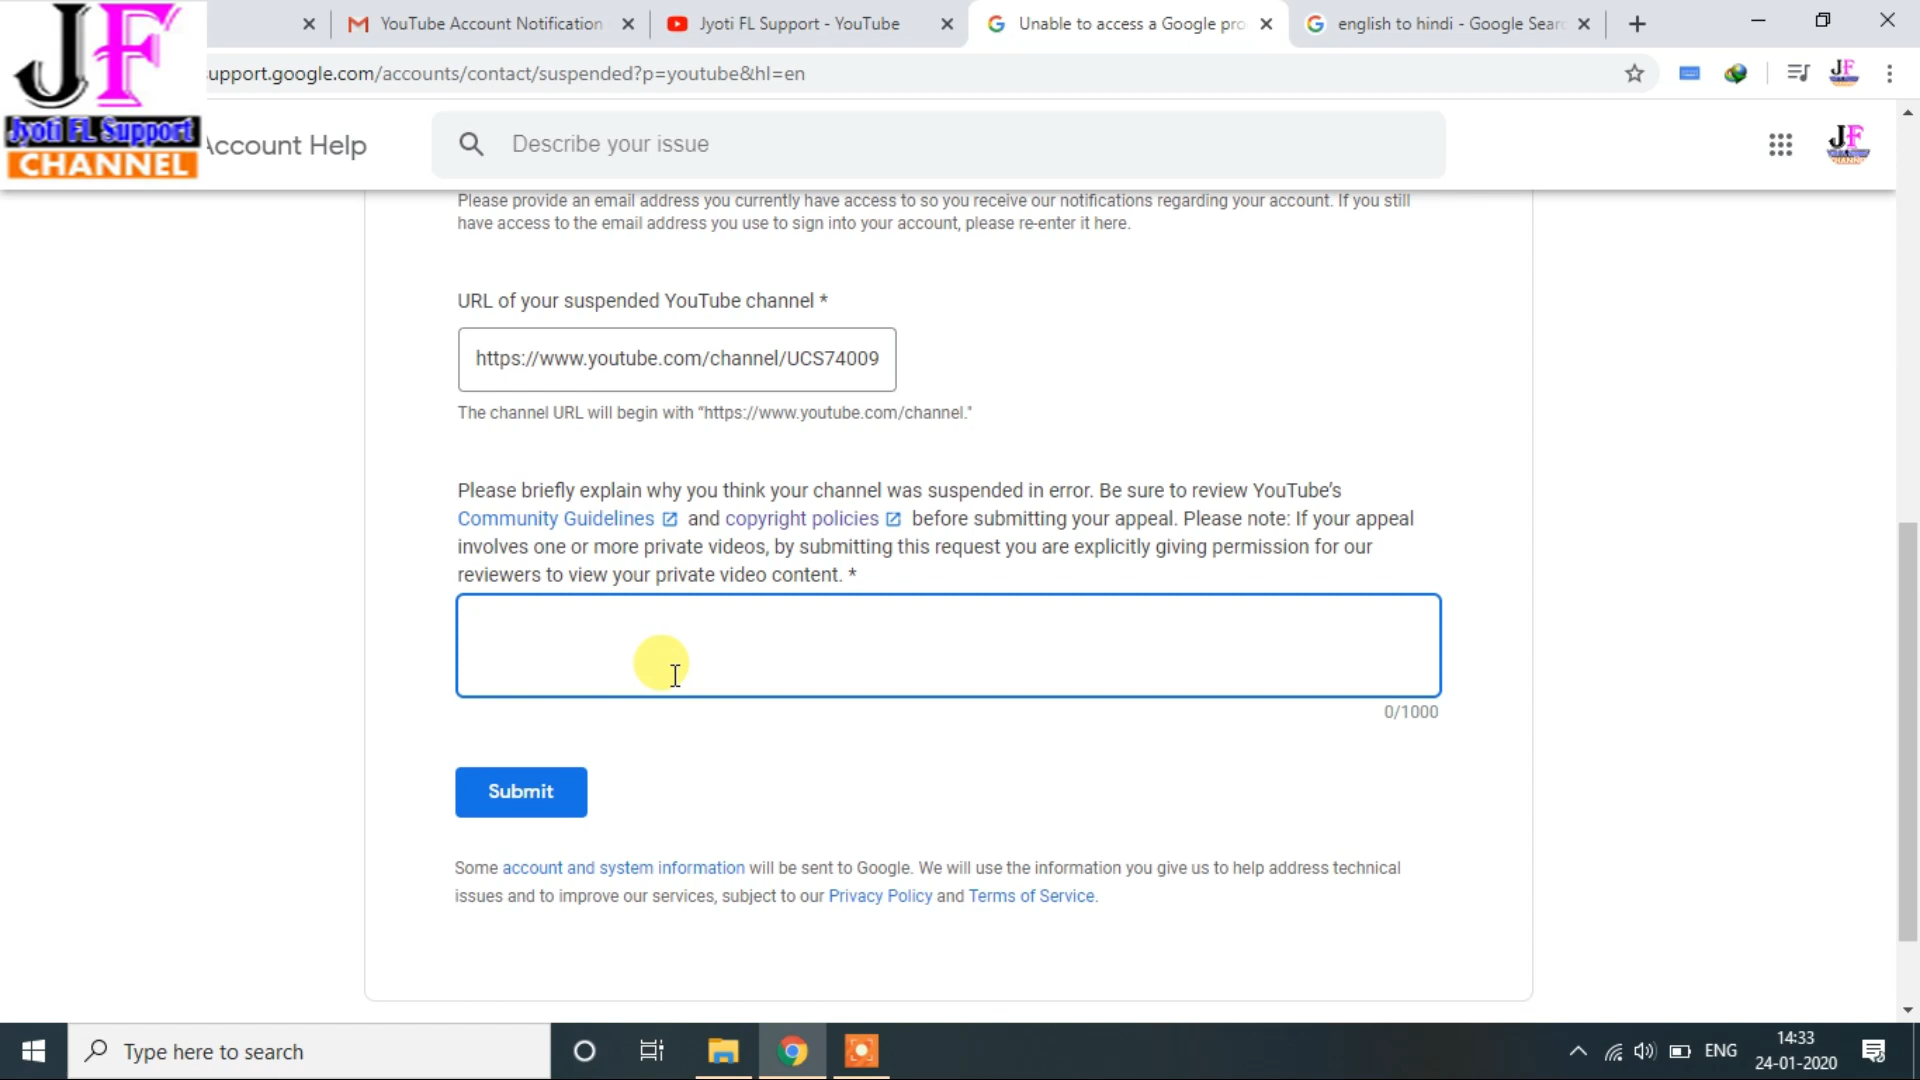 JF
Jyoti FL Support
CHANNEL
YouTube Account Notification
Jyoti FL Support - YouTube
Unable to access a Google pro
english to hindi - Google Sear
upport.google.com/accounts/contact/suspended?p=youtube&hl=en
JF
Account Help
Describe your issue
JF
Please provide an email address you currently have access to so you receive our notifications regarding your account. If you still
have access to the email address you use to sign into your account, please re-enter it here.
URL of your suspended YouTube channel *
https://www.youtube.com/channel/UCS74009
The channel URL will begin with "https://www.youtube.com/channel."
Please briefly explain why you think your channel was suspended in error. Be sure to review YouTube's
Community Guidelines and copyright policies before submitting your appeal. Please note: If your appeal
involves one or more private videos, by submitting this request you are explicitly giving permission for our
reviewers to view your private video content. *
0/1000
Submit
Some account and system information will be sent to Google. We will use the information you give us to help address technical
issues and to improve our services, subject to our Privacy Policy and Terms of Service.
Type here to search
ENG
14:33
24-01-2020